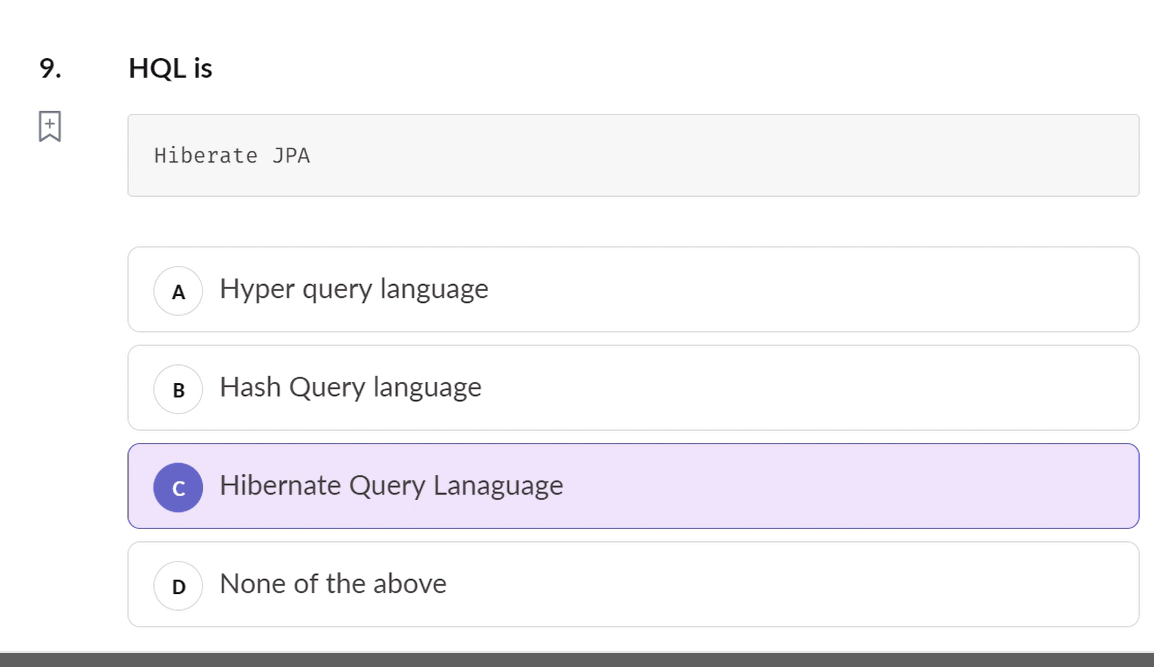 9. HQL is
Hiberate JPA
A Hyper query language
B Hash Query language
C Hibernate Query Lanaguage
D None of the above